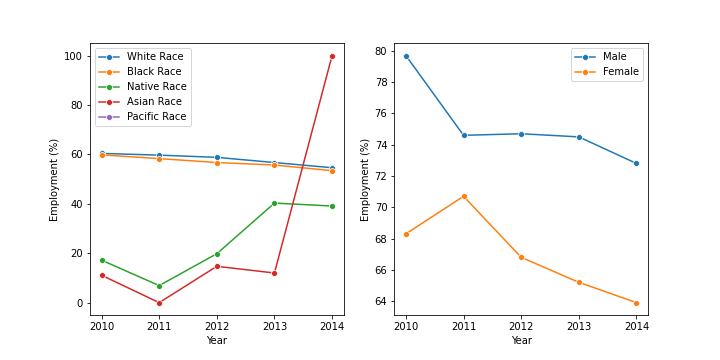 Employment (%)
100
80
60
40
20
0
White Race
Black Race
Native Race
Asian Race
Pacific Race
2010 2011 2012 2013 2014
Year
Employment (%)
80
78
76
74
72
70
68
66
64
Male
Female
2010 2011 2012 2013 2014
Year